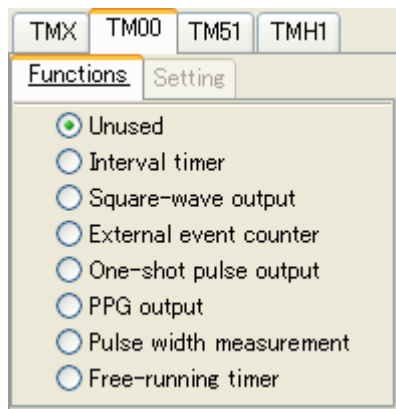 TMX TM00 TM51 TMH1
Functions Setting
Unused
Interval timer
Square-wave output
External event counter
One-shot pulse output
PPG output
Pulse width measurement
Free-running timer